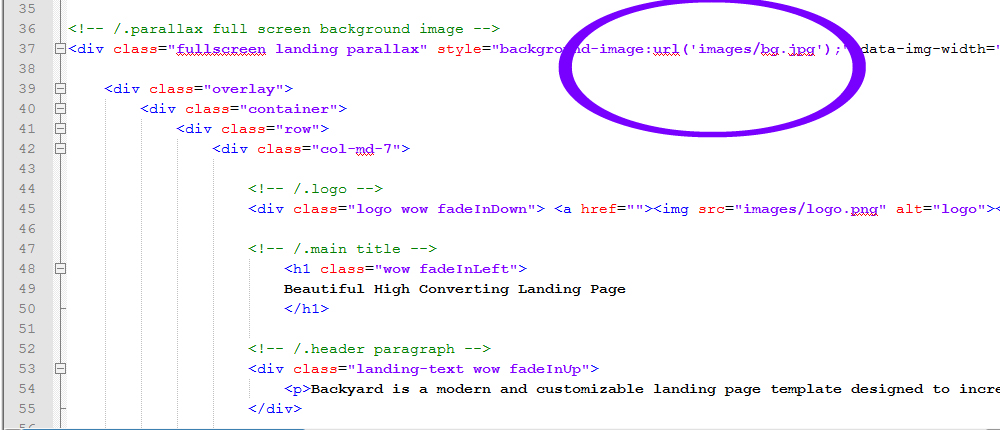 35
36 <!-- /.parallax full screen background image -->
37 <div class="fullscreen landing parallax" style="background-image:url('images/bg.jpg');" data-img-width="
38
39 <div class="overlay">
40 <div class="container">
41 <div class="row">
42 <div class="col-md-7">
43
44 <!-- /.logo -->
45 <div class="logo wow fadeInDown"> <a href=""><img src="images/logo.png" alt="logo"><
46
47 <!-- /.main title -->
48 <h1 class="wow fadeInLeft">
49 Beautiful High Converting Landing Page
50 </h1>
51
52 <!-- /.header paragraph -->
53 <div class="landing-text wow fadeInUp">
54 <p>Backyard is a modern and customizable landing page template designed to incre
55 </div>